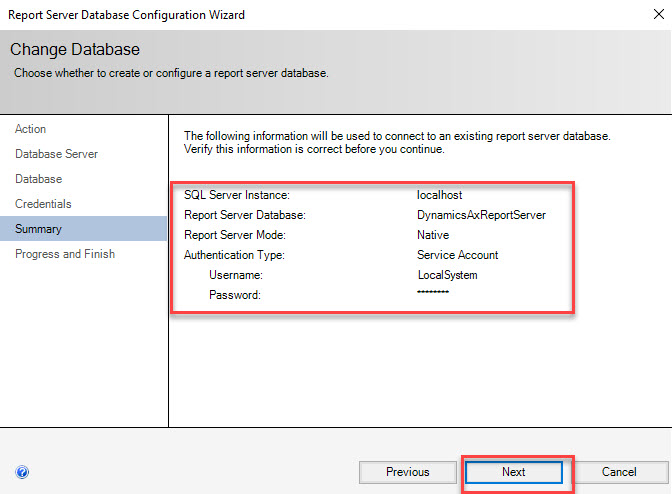 Report Server Database Configuration Wizard
Change Database
Choose whether to create or configure a report server database.
Action
Database Server
Database
Credentials
Summary
Progress and Finish
The following information will be used to connect to an existing report server database.
Verify this information is correct before you continue.
SQL Server Instance: localhost
Report Server Database: DynamicsAxReportServer
Report Server Mode: Native
Authentication Type: Service Account
Username: LocalSystem
Password: ********
Previous
Next
Cancel